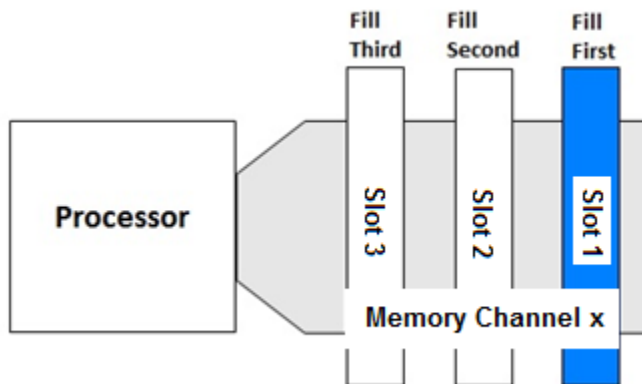 Fill
Third
Fill
Second
Fill
First
Processor
Slot 3
Slot 2
Slot 1
Memory Channel x